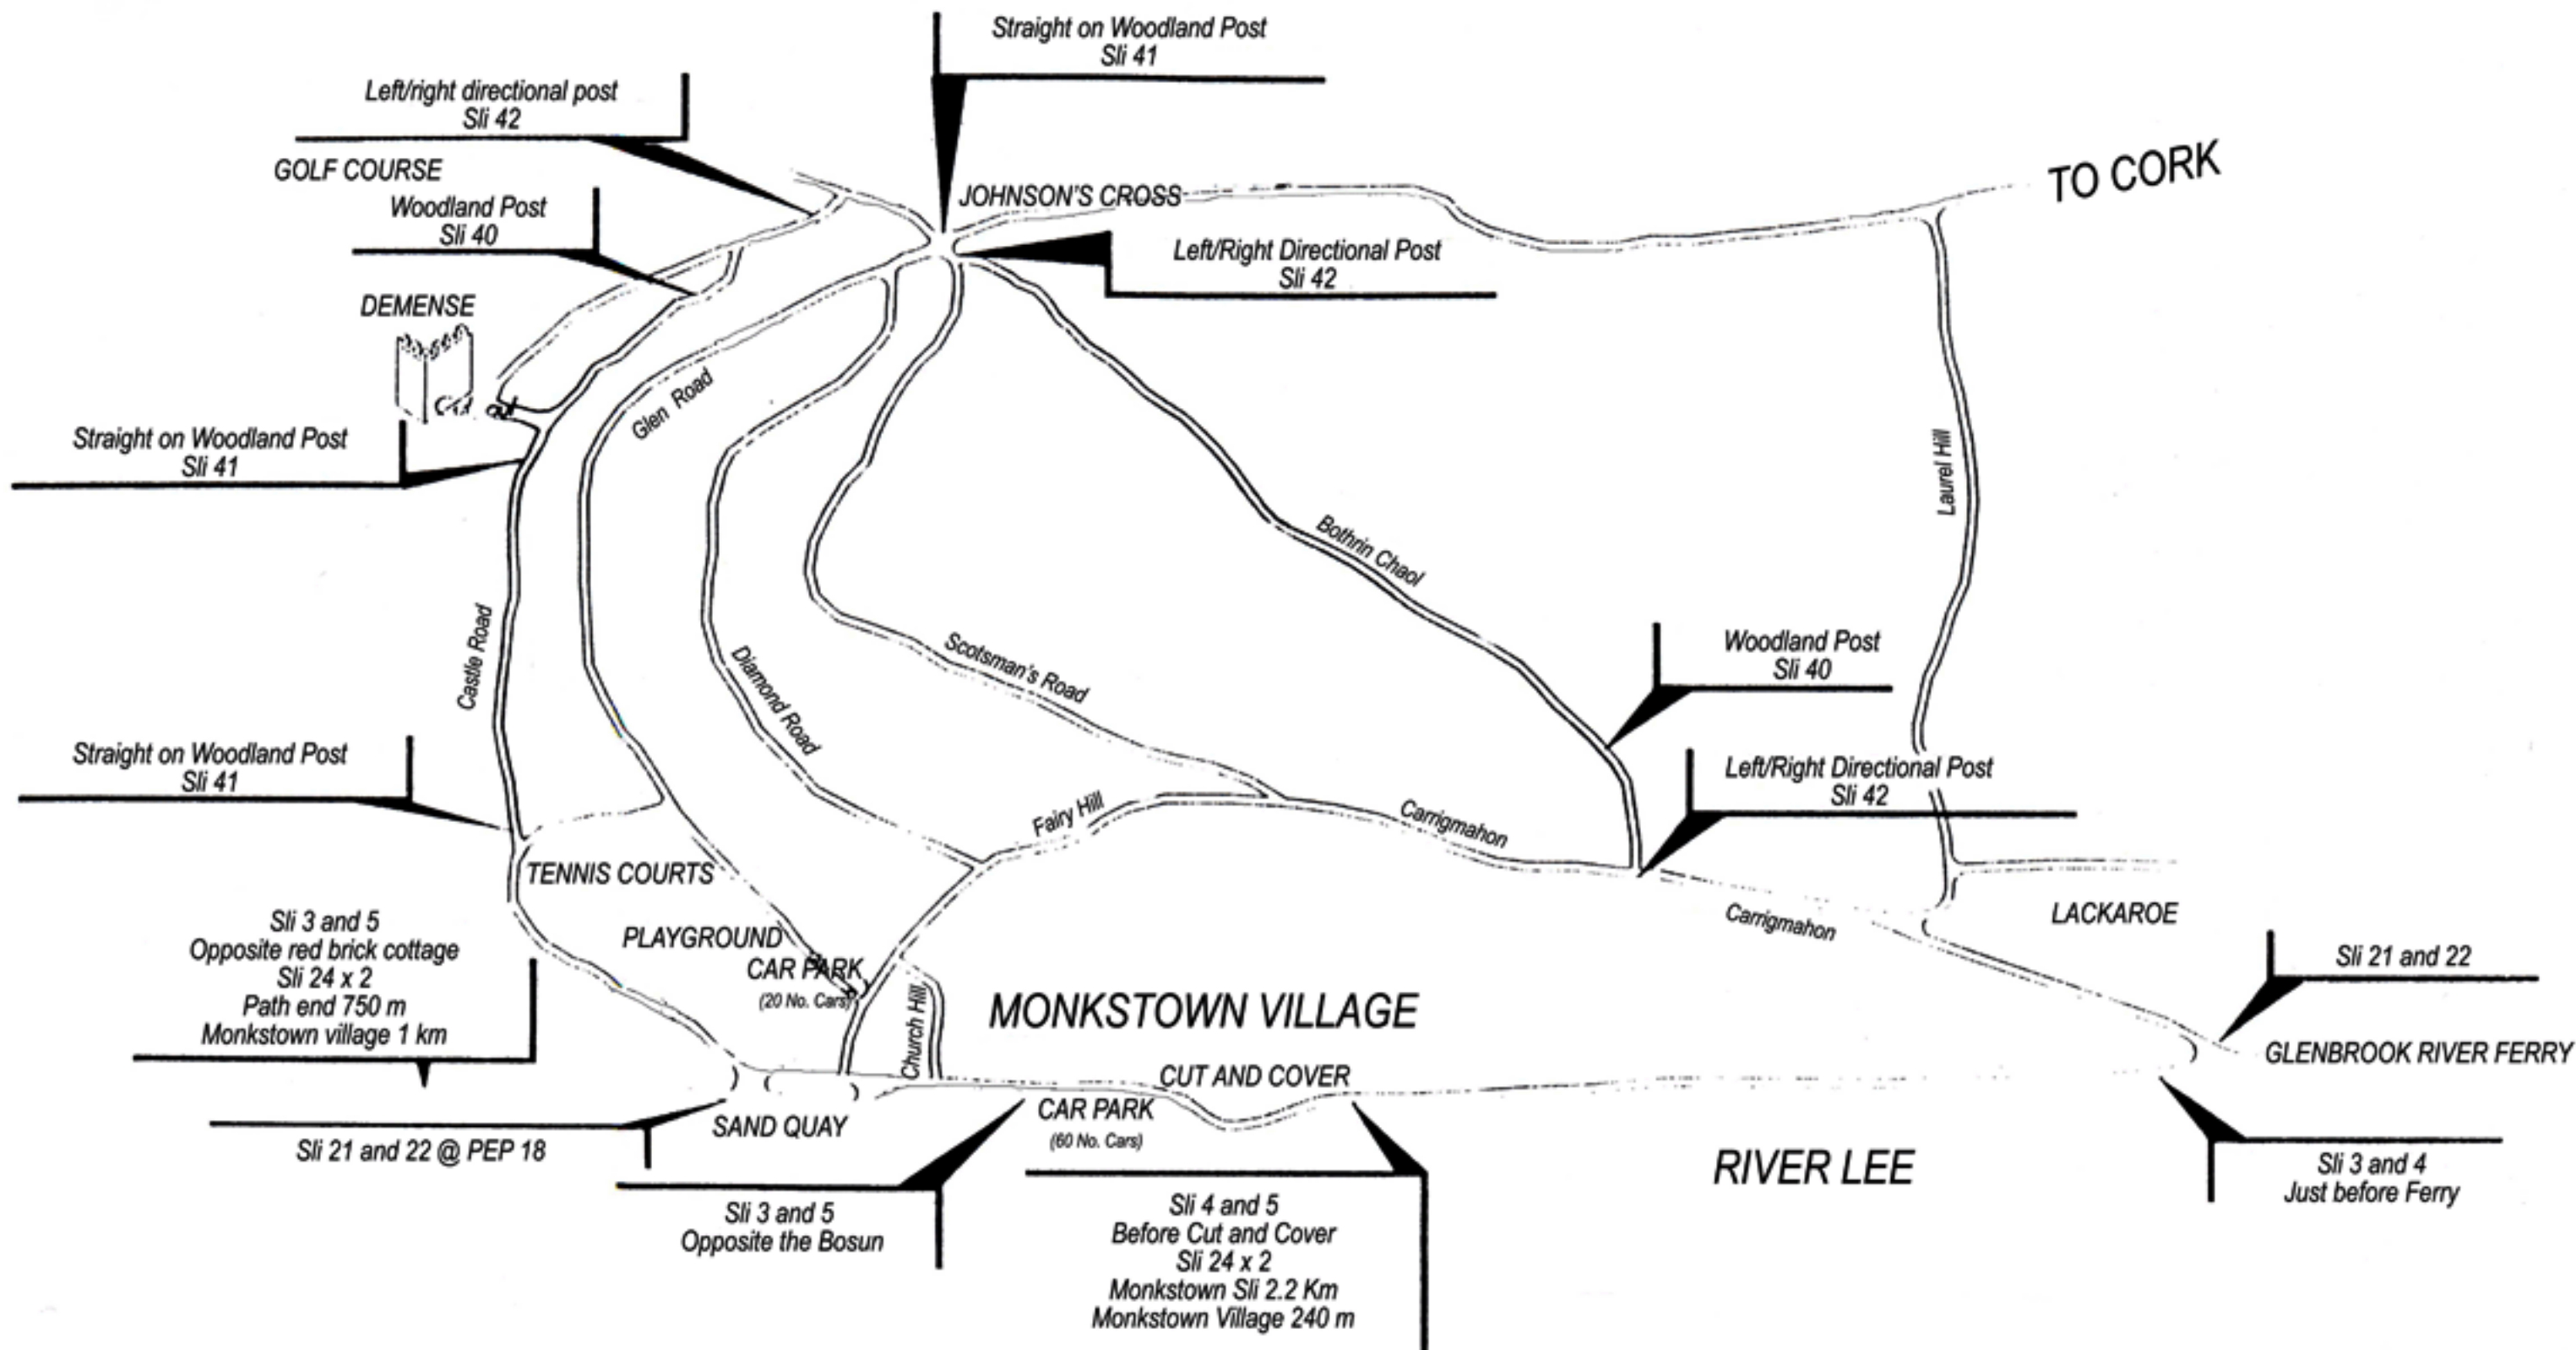 Straight on Woodland Post
Sli 41
Left/right directional post
Sli 42
GOLF COURSE
TO CORK
Woodland Post
Sli 40
JOHNSON'S CROSS
Left/Right Directional Post
Sli 42
DEMENSE
Glen Road
Straight on Woodland Post
Sli 41
Laurel Hill
Bothrin Chaol
Castle Road
Diamond Road
Scotsman's Road
Woodland Post
Sli 40
Straight on Woodland Post
Sli 41
Left/Right Directional Post
Sli 42
Fairy Hill
Carrigmahon
TENNIS COURTS
Carrigmahon
LACKAROE
Sli 3 and 5
Opposite red brick cottage
Sli 24 x 2
Path end 750 m
Monkstown village 1 km
PLAYGROUND
CAR PARK
(20 No. Cars)
Church Hill
MONKSTOWN VILLAGE
Sli 21 and 22
GLENBROOK RIVER FERRY
CUT AND COVER
CAR PARK
(60 No. Cars)
SAND QUAY
Sli 21 and 22 @ PEP 18
RIVER LEE
Sli 3 and 4
Just before Ferry
Sli 3 and 5
Opposite the Bosun
Sli 4 and 5
Before Cut and Cover
Sli 24 x 2
Monkstown Sli 2.2 Km
Monkstown Village 240 m